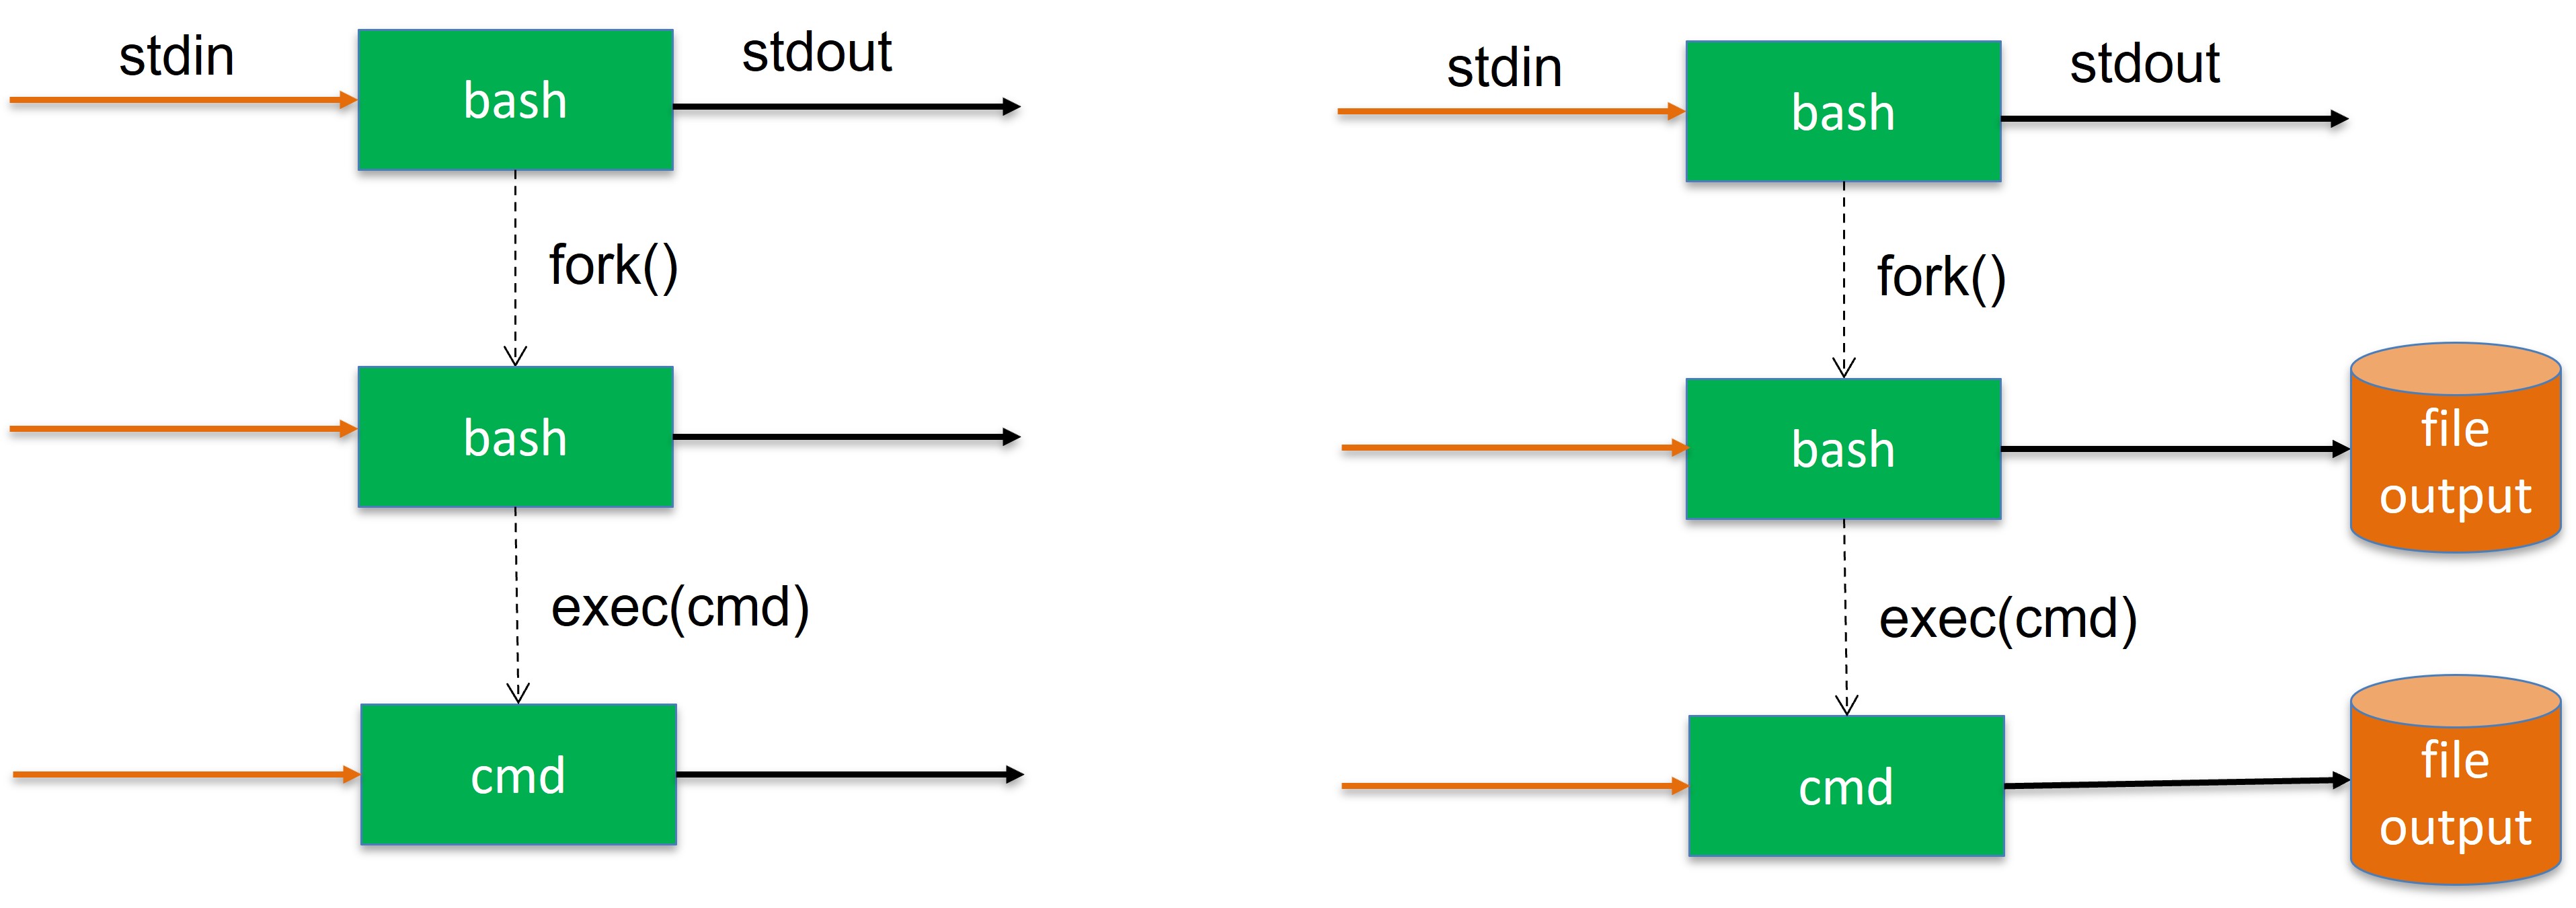 stdin
bash
stdout
fork()
bash
exec(cmd)
cmd
stdin
bash
stdout
fork()
bash
file
output
exec(cmd)
cmd
file
output